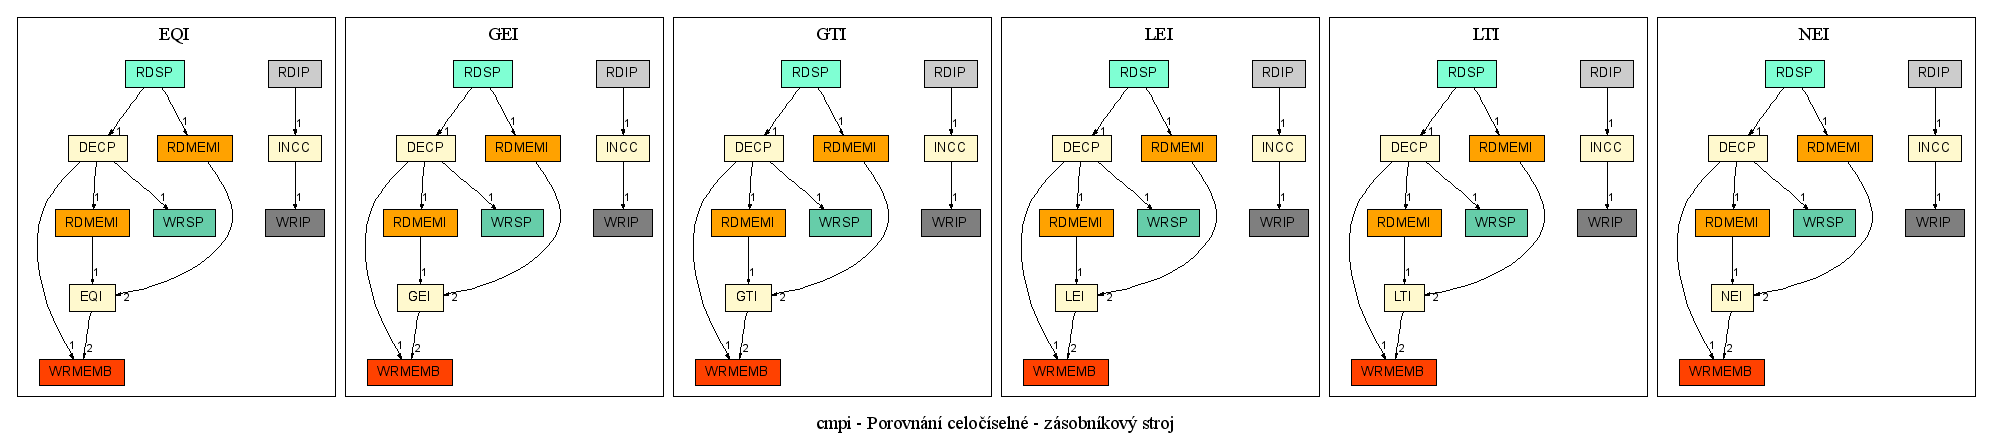 EQI GEI GTI LEI LTI NEI
RDSP RDIP RDSP RDIP RDSP RDIP RDSP RDIP RDSP RDIP RDSP RDIP
1 1 1 1 1 1 1 1 1 1 1 1 1 1 1 1 1 1
DECP RDMEMI INCC DECP RDMEMI INCC DECP RDMEMI INCC DECP RDMEMI INCC DECP RDMEMI INCC DECP RDMEMI INCC
1 1 1 1 1 1 1 1 1 1 1 1 1 1 1 1 1 1
RDMEMI WRSP WRIP RDMEMI WRSP WRIP RDMEMI WRSP WRIP RDMEMI WRSP WRIP RDMEMI WRSP WRIP RDMEMI WRSP WRIP
1 1 1 1 1 1
EQI 2 GEI 2 GTI 2 LEI 2 LTI 2 NEI 2
1 2 1 2 1 2 1 2 1 2 1 2
WRMEMB WRMEMB WRMEMB WRMEMB WRMEMB WRMEMB
cmpi - Porovnání celočíselné - zásobníkový stroj